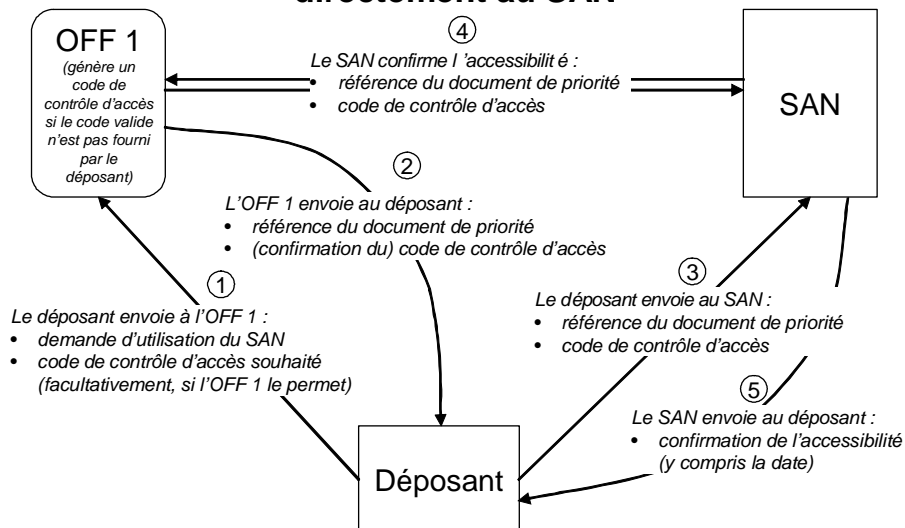 directement au SAN
OFF 1
(génère un
code de
contrôle d'accès
si le code valide
n'est pas fourni
par le
déposant)
4
Le SAN confirme l 'accessibilit é :
• référence du document de priorité
• code de contrôle d'accès
SAN
2
L'OFF 1 envoie au déposant :
• référence du document de priorité
• (confirmation du) code de contrôle d'accès
1
Le déposant envoie à l'OFF 1 :
• demande d'utilisation du SAN
• code de contrôle d'accès souhaité
(facultativement, si l'OFF 1 le permet)
3
Le déposant envoie au SAN :
• référence du document de priorité
• code de contrôle d'accès
5
Le SAN envoie au déposant :
• confirmation de l'accessibilité
(y compris la date)
Déposant